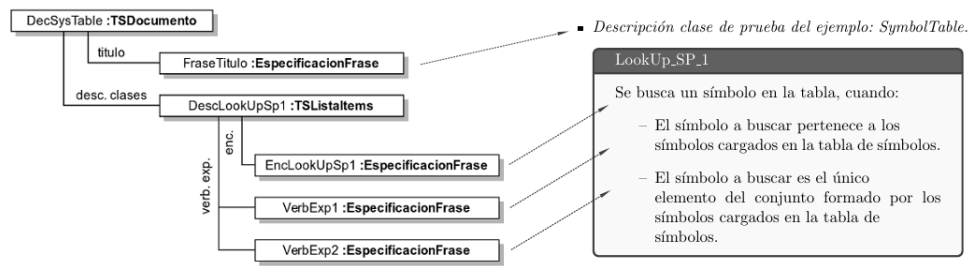 DecSysTable :TSDocumento
titulo
FraseTitulo :EspecificacionFrase
desc. clases
DescLookUpSp1 :TSListaItems
enc.
verb. exp.
EncLookUpSp1 :EspecificacionFrase
VerbExp1 :EspecificacionFrase
VerbExp2 :EspecificacionFrase
▪ Descripción clase de prueba del ejemplo: SymbolTable.
LookUp_SP_1
Se busca un símbolo en la tabla, cuando:
– El símbolo a buscar pertenece a los
símbolos cargados en la tabla de símbolos.
– El símbolo a buscar es el único
elemento del conjunto formado por los
símbolos cargados en la tabla de
símbolos.